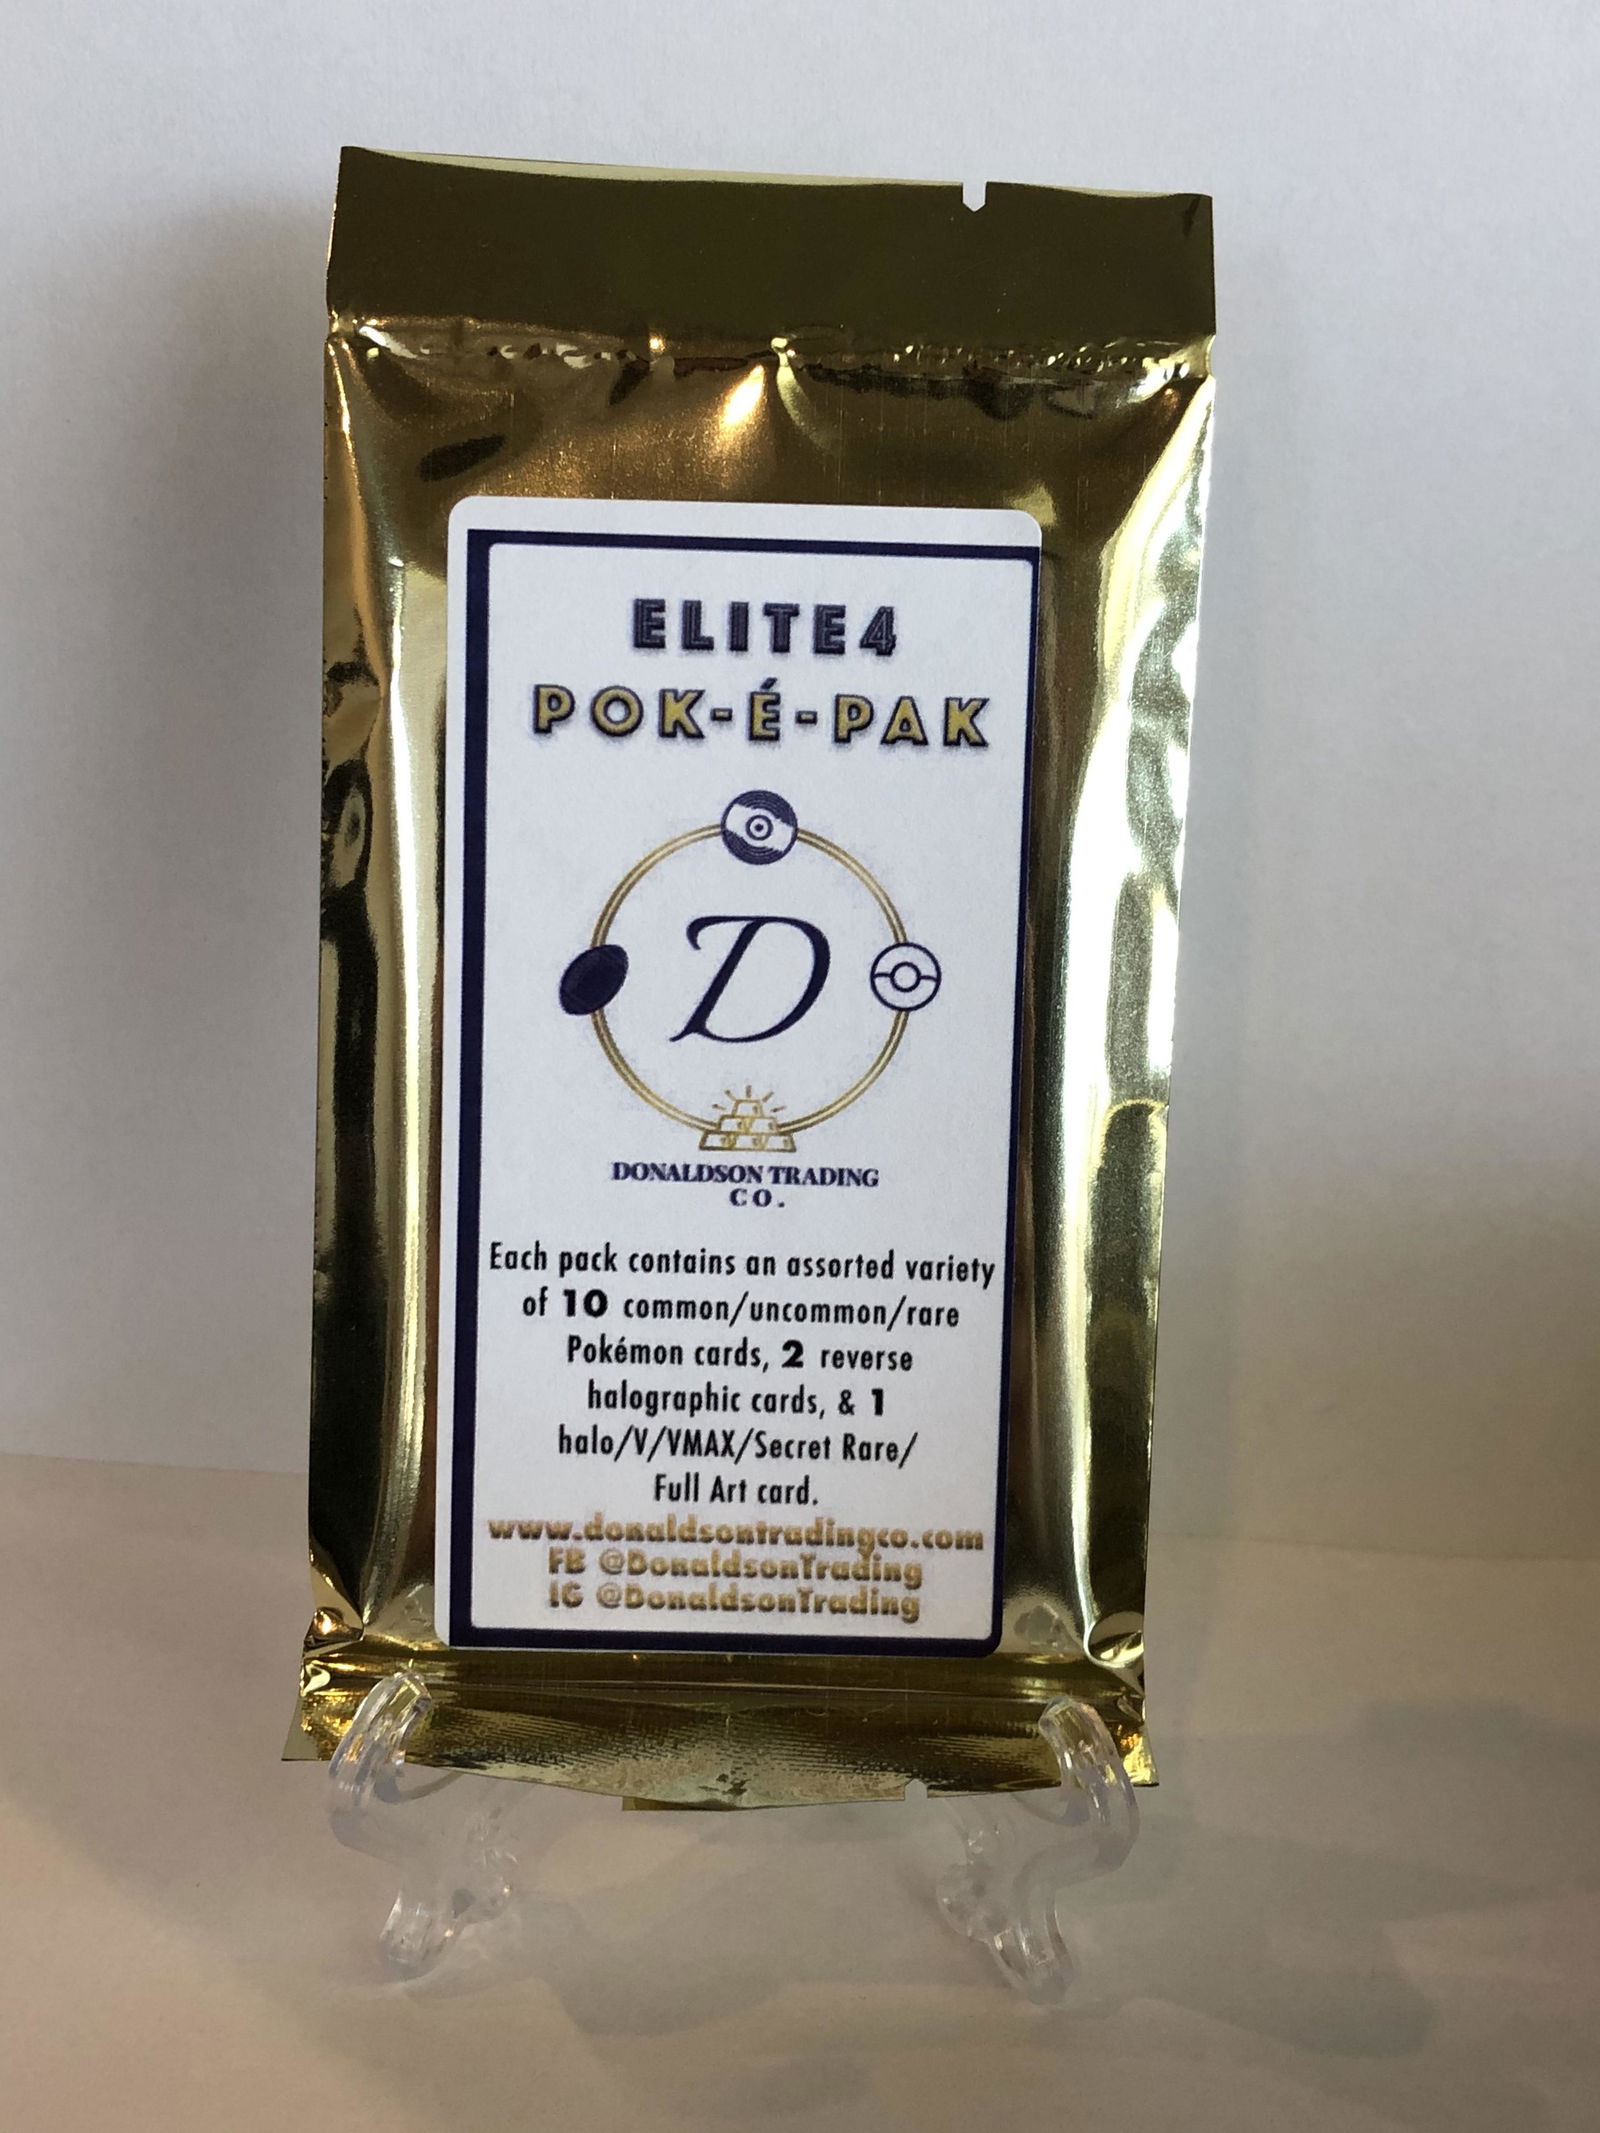 ELITE4
POK-É-PAK
D
DONALDSON TRADING
CO.
Each pack contains an assorted variety
of 10 common/uncommon/rare
Pokémon cards, 2 reverse
halographic cards, & 1
halo/V/VMAX/Secret Rare/
Full Art card.
www.donaldsontradingco.com
FB @DonaldsonTrading
IG @DonaldsonTrading